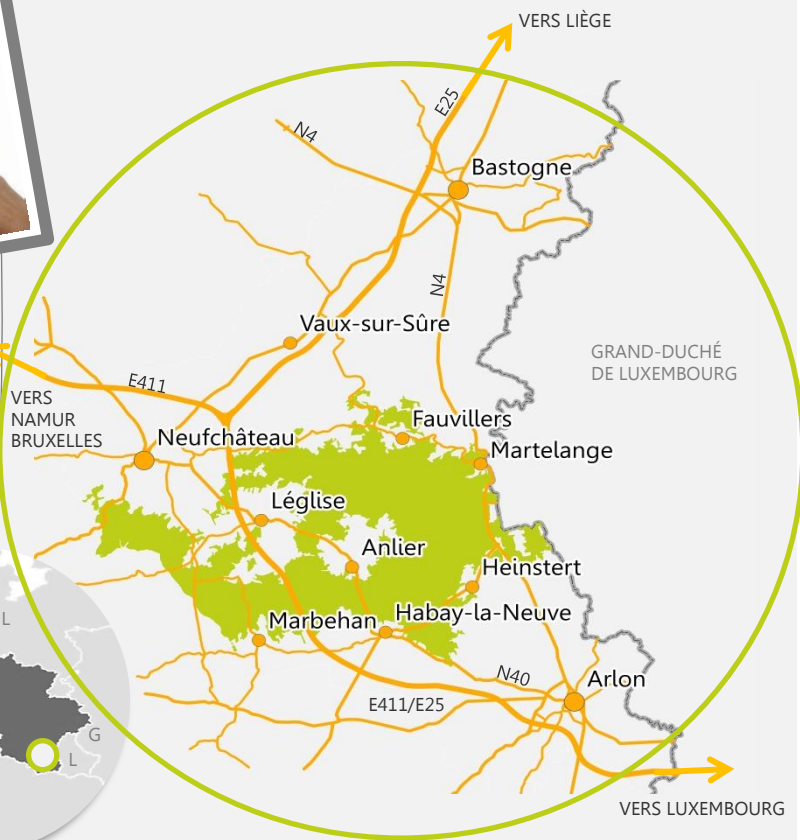 VERS LIÈGE
E25
N4
Bastogne
N4
Vaux-sur-Sûre
GRAND-DUCHÉ
DE LUXEMBOURG
E411
VERS
NAMUR
BRUXELLES
Fauvillers
Neufchâteau
Martelange
Léglise
Anlier
Heinstert
Habay-la-Neuve
Marbehan
L
N40
Arlon
E411/E25
G
L
VERS LUXEMBOURG